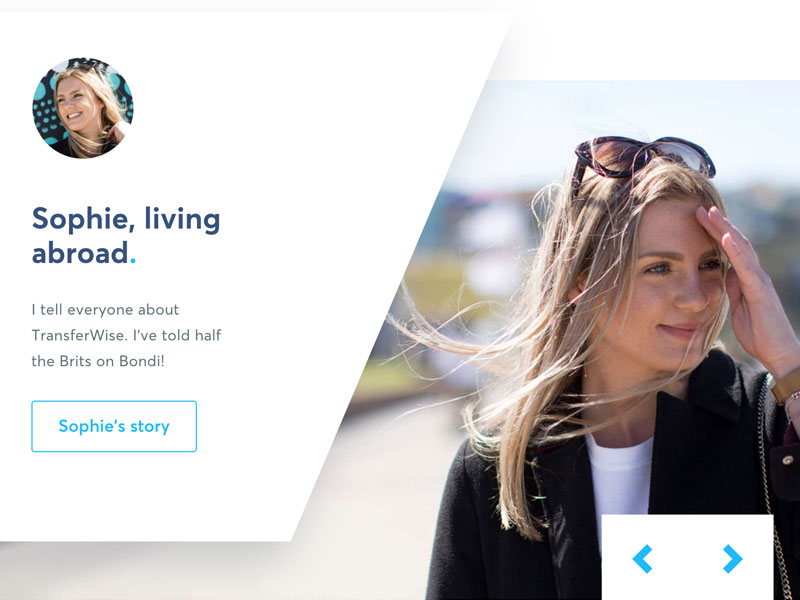 Sophie, living
abroad.
I tell everyone about
TransferWise. I've told half
the Brits on Bondi!
Sophie's story